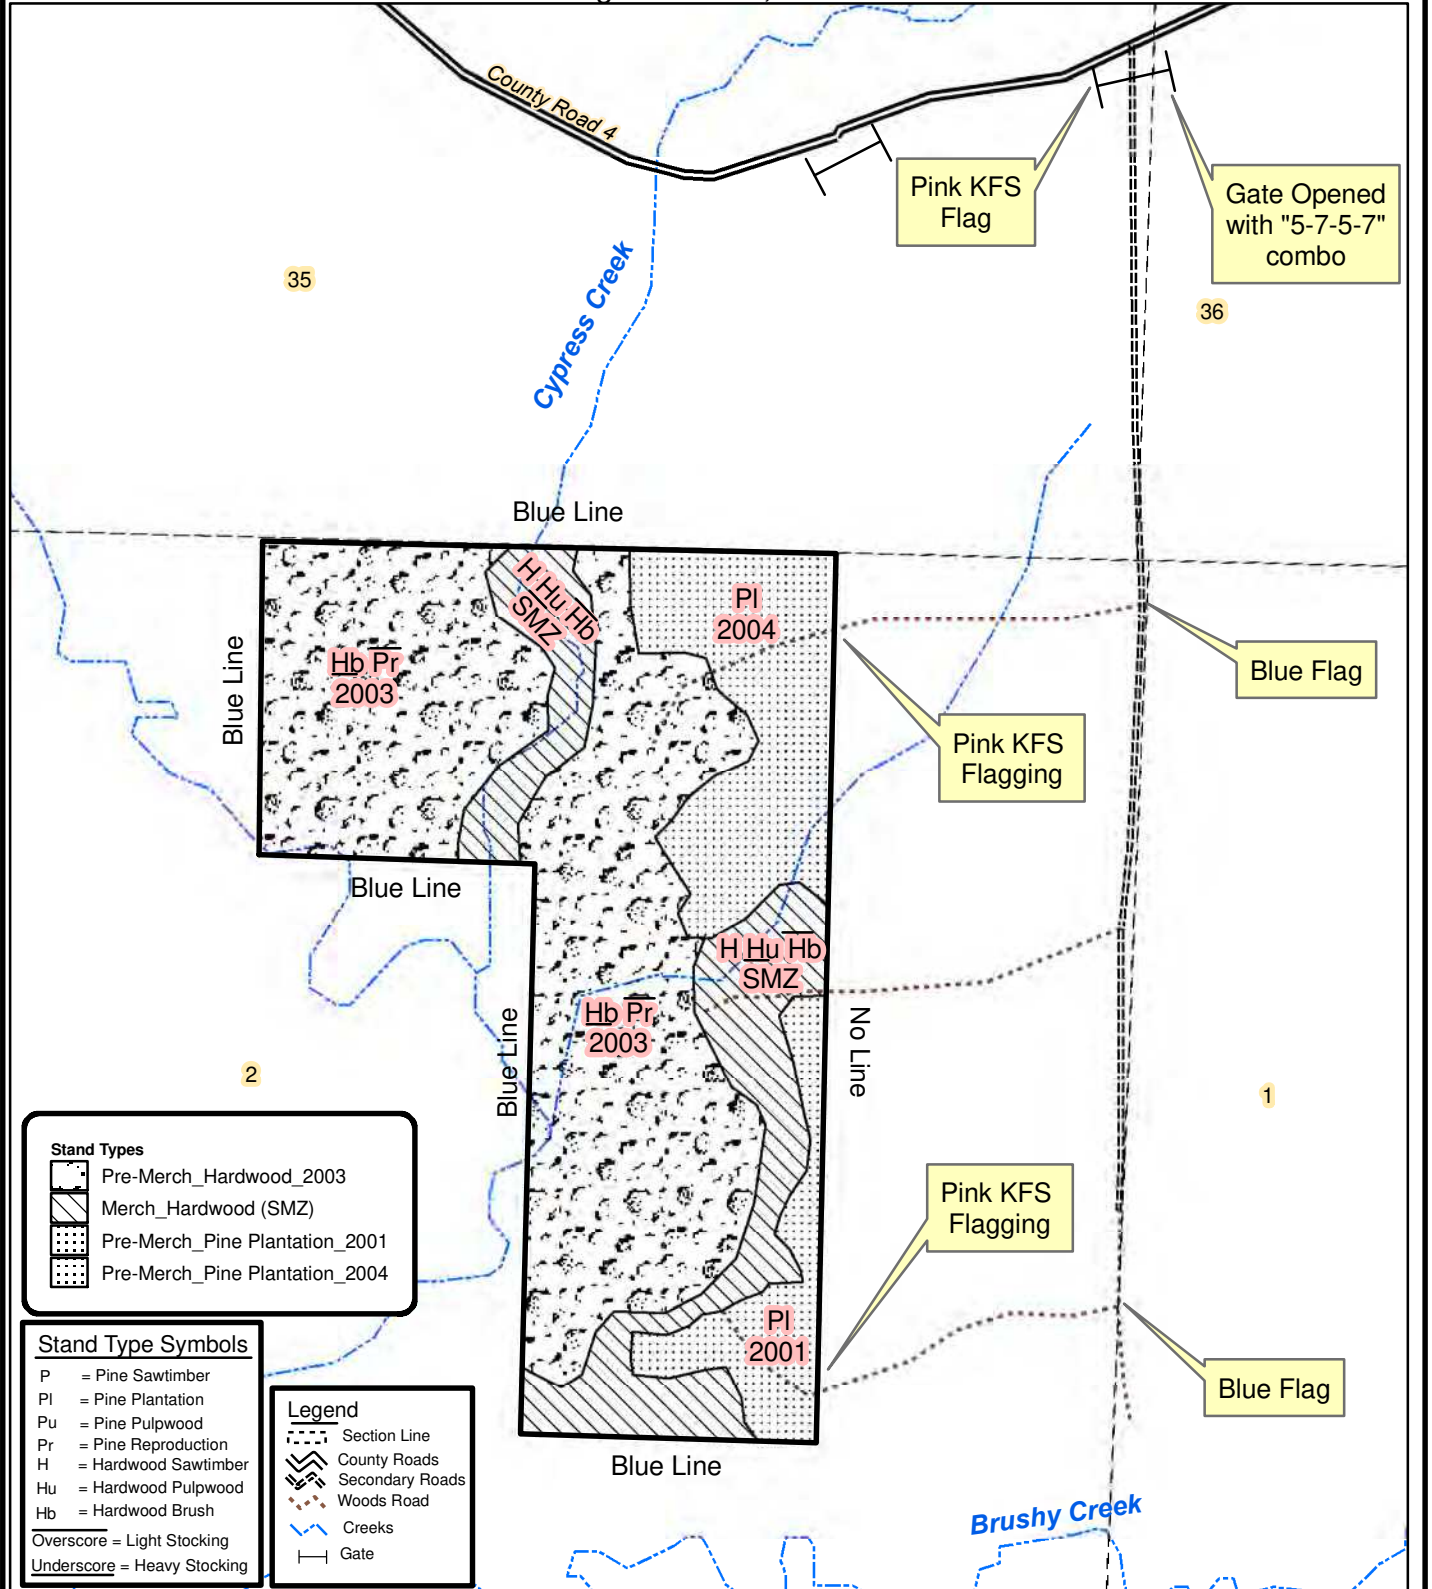 County Road 4
Pink KFS
Flag
Gate Opened
with "5-7-5-7"
combo
35
36
Cypress Creek
Blue Line
H Hu Hb
SMZ
Pl
2004
Blue Line
Hb Pr
2003
Blue Flag
Pink KFS
Flagging
Blue Line
H Hu Hb
SMZ
Hb Pr
2003
Blue Line
No Line
2
1
Stand Types
Pre-Merch_Hardwood_2003
Merch_Hardwood (SMZ)
Pre-Merch_Pine Plantation_2001
Pre-Merch_Pine Plantation_2004
Pink KFS
Flagging
Pl
2001
Blue Flag
Stand Type Symbols
P = Pine Sawtimber
Pl = Pine Plantation
Pu = Pine Pulpwood
Pr = Pine Reproduction
H = Hardwood Sawtimber
Hu = Hardwood Pulpwood
Hb = Hardwood Brush
Overscore = Light Stocking
Underscore = Heavy Stocking
Legend
Section Line
County Roads
Secondary Roads
Woods Road
Creeks
Gate
Blue Line
Brushy Creek